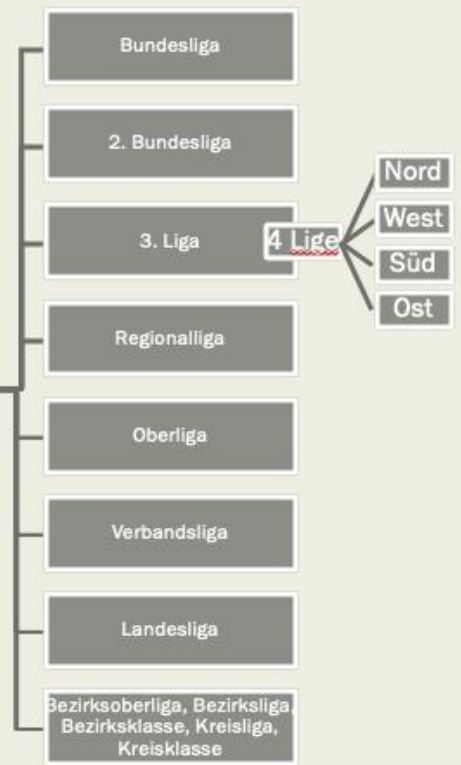 Bundesliga
2. Bundesliga
3. Liga
4 Lige
Nord
West
Süd
Ost
Regionalliga
Oberliga
Verbandsliga
Landesliga
Bezirksoberliga, Bezirksliga,
Bezirksklasse, Kreisliga,
Kreisklasse